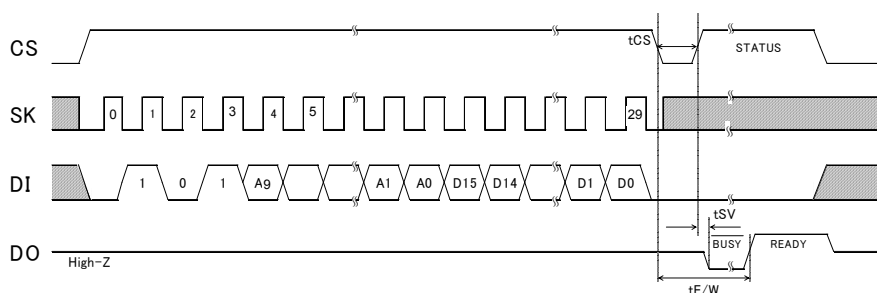 CS
tCS
STATUS
SK
0 1 2 3 4 5 29
DI
1 0 1 A9 A1 A0 D15 D14 D1 D0
tSV
DO
High-Z
BUSY READY
tE/W